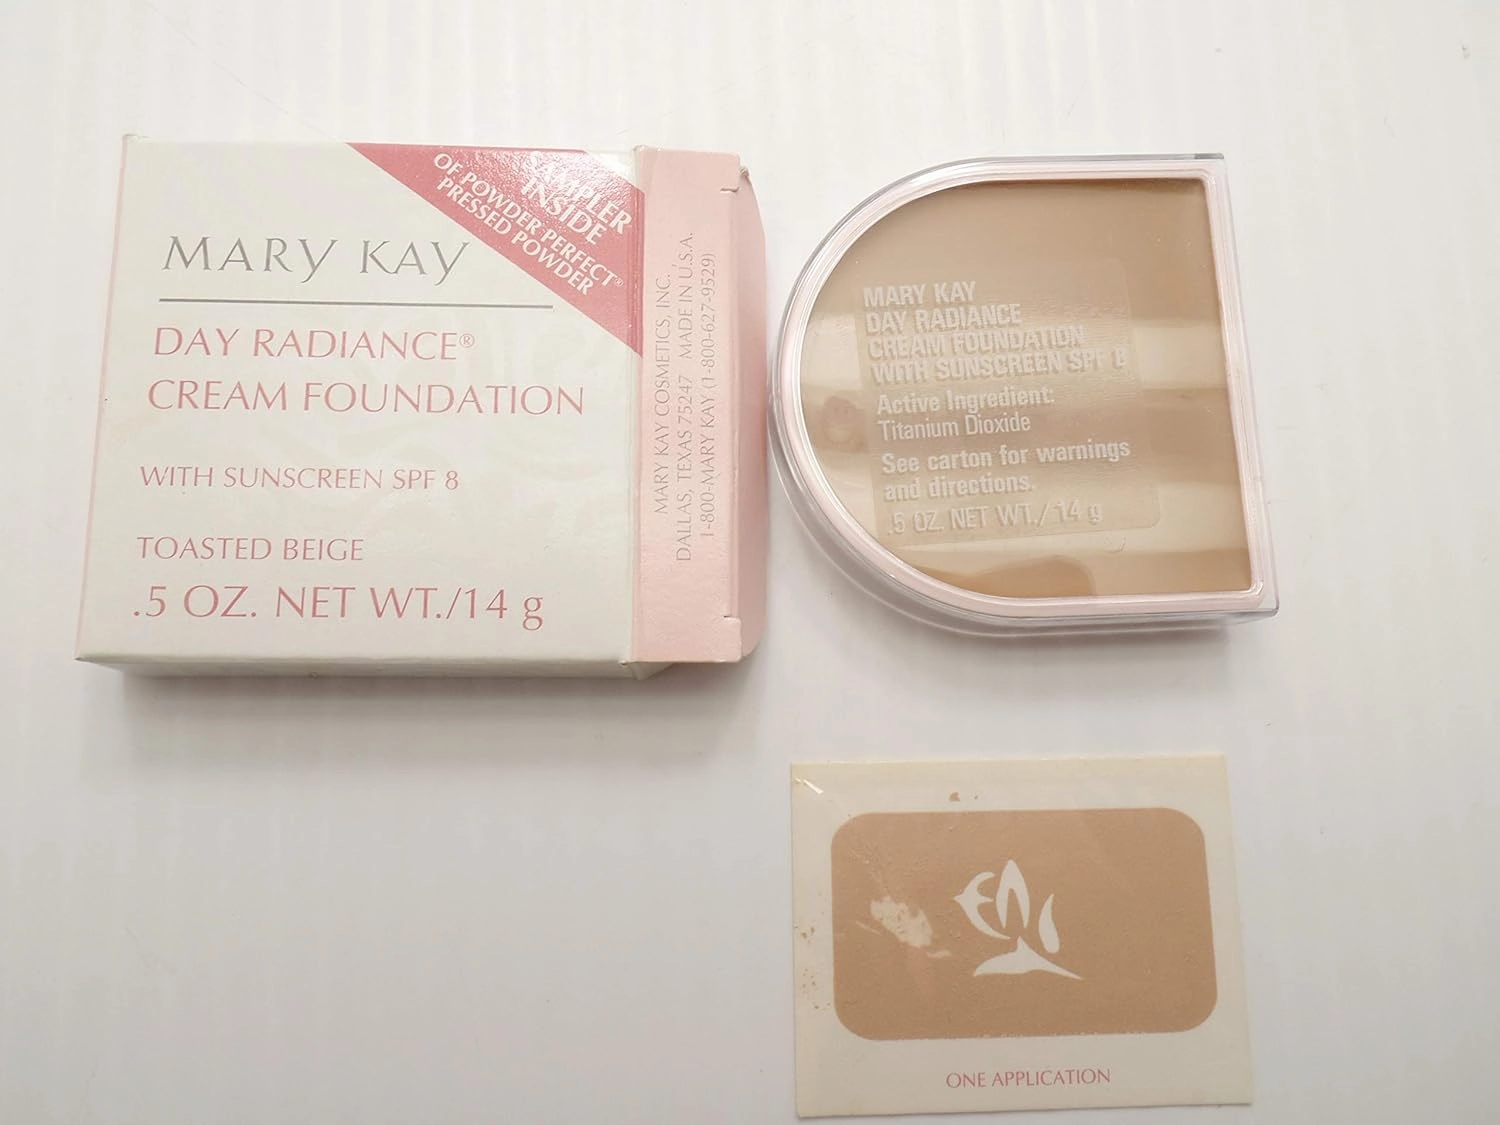 MARY KAY
DAY RADIANCE®
CREAM FOUNDATION
WITH SUNSCREEN SPF 8
TOASTED BEIGE
.5 OZ. NET WT./14 g
SAMPLER
INSIDE
OF POWDER PERFECT®
PRESSED POWDER
MARY KAY COSMETICS, INC.
DALLAS, TEXAS 75247 MADE IN U.S.A.
1-800-MARY KAY (1-800-627-9529)
MARY KAY
DAY RADIANCE
CREAM FOUNDATION
WITH SUNSCREEN SPF 8
Active Ingredient:
Titanium Dioxide
See carton for warnings
and directions.
.5 OZ. NET WT./ 14 g
ONE APPLICATION